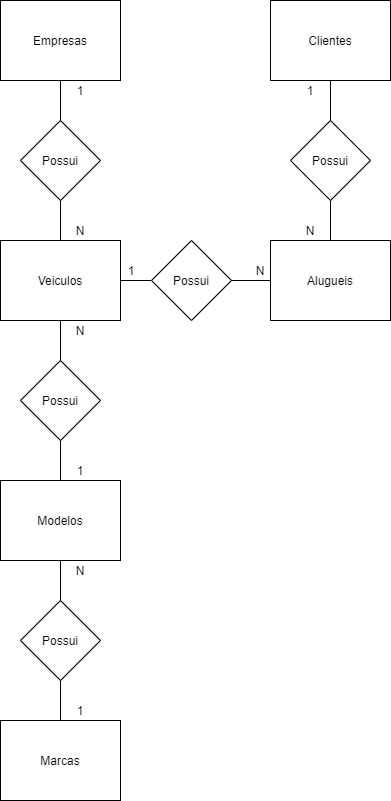 Empresas
Clientes
1
1
Possui
Possui
N
N
Veiculos
1
Possui
N
Alugueis
N
Possui
1
Modelos
N
Possui
1
Marcas